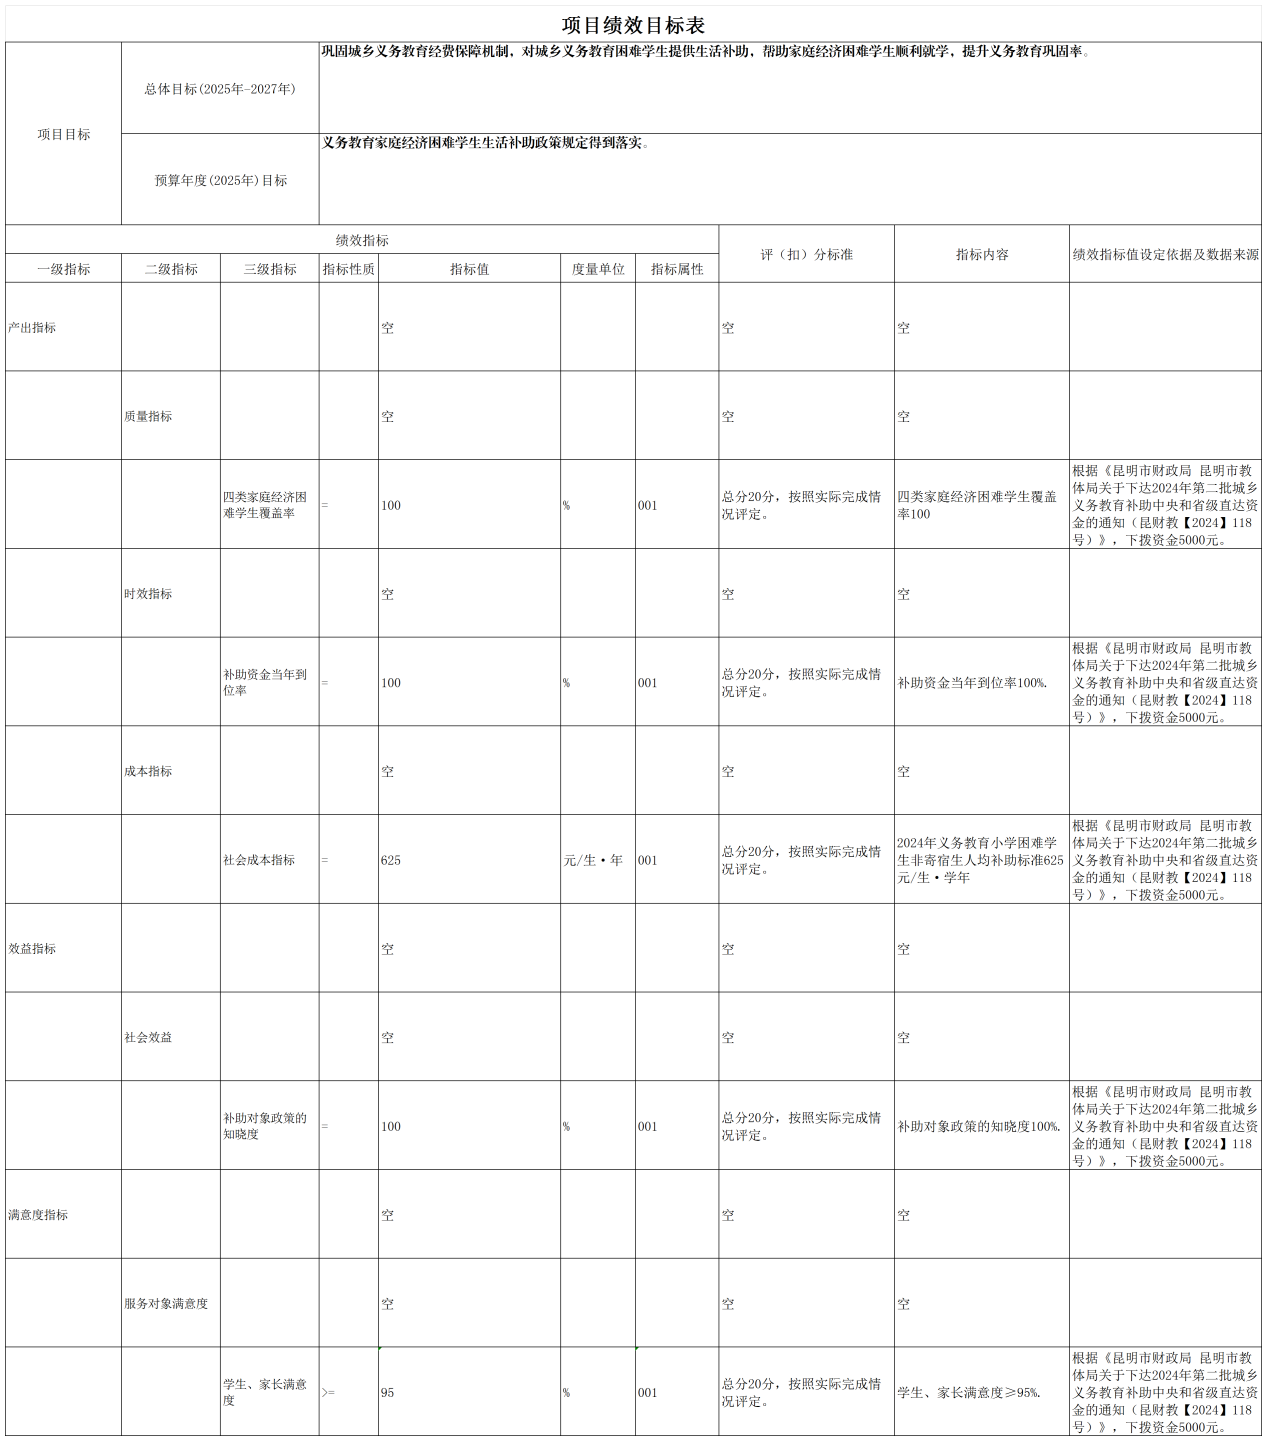 项目绩效目标表
项目目标
总体目标(2025年-2027年)
巩固城乡义务教育经费保障机制，对城乡义务教育困难学生提供生活补助，帮助家庭经济困难学生顺利就学，提升义务教育巩固率。
预算年度(2025年)目标
义务教育家庭经济困难学生生活补助政策规定得到落实。
绩效指标
评（扣）分标准
指标内容
绩效指标值设定依据及数据来源
一级指标
二级指标
三级指标
指标性质
指标值
度量单位
指标属性
产出指标
空
空
空
质量指标
空
空
空
四类家庭经济困
难学生覆盖率
=
100
%
001
总分20分，按照实际完成情
况评定。
四类家庭经济困难学生覆盖
率100
根据《昆明市财政局 昆明市教
体局关于下达2024年第二批城乡
义务教育补助中央和省级直达资
金的通知（昆财教【2024】118
号）》，下拨资金5000元。
时效指标
空
空
空
补助资金当年到
位率
=
100
%
001
总分20分，按照实际完成情
况评定。
补助资金当年到位率100%.
根据《昆明市财政局 昆明市教
体局关于下达2024年第二批城乡
义务教育补助中央和省级直达资
金的通知（昆财教【2024】118
号）》，下拨资金5000元。
成本指标
空
空
空
社会成本指标
=
625
元/生·年
001
总分20分，按照实际完成情
况评定。
2024年义务教育小学困难学
生非寄宿生人均补助标准625
元/生·学年
根据《昆明市财政局 昆明市教
体局关于下达2024年第二批城乡
义务教育补助中央和省级直达资
金的通知（昆财教【2024】118
号）》，下拨资金5000元。
效益指标
空
空
空
社会效益
空
空
空
补助对象政策的
知晓度
=
100
%
001
总分20分，按照实际完成情
况评定。
补助对象政策的知晓度100%.
根据《昆明市财政局 昆明市教
体局关于下达2024年第二批城乡
义务教育补助中央和省级直达资
金的通知（昆财教【2024】118
号）》，下拨资金5000元。
满意度指标
空
空
空
服务对象满意度
空
空
空
学生、家长满意
度
>=
95
%
001
总分20分，按照实际完成情
况评定。
学生、家长满意度≥95%.
根据《昆明市财政局 昆明市教
体局关于下达2024年第二批城乡
义务教育补助中央和省级直达资
金的通知（昆财教【2024】118
号）》，下拨资金5000元。